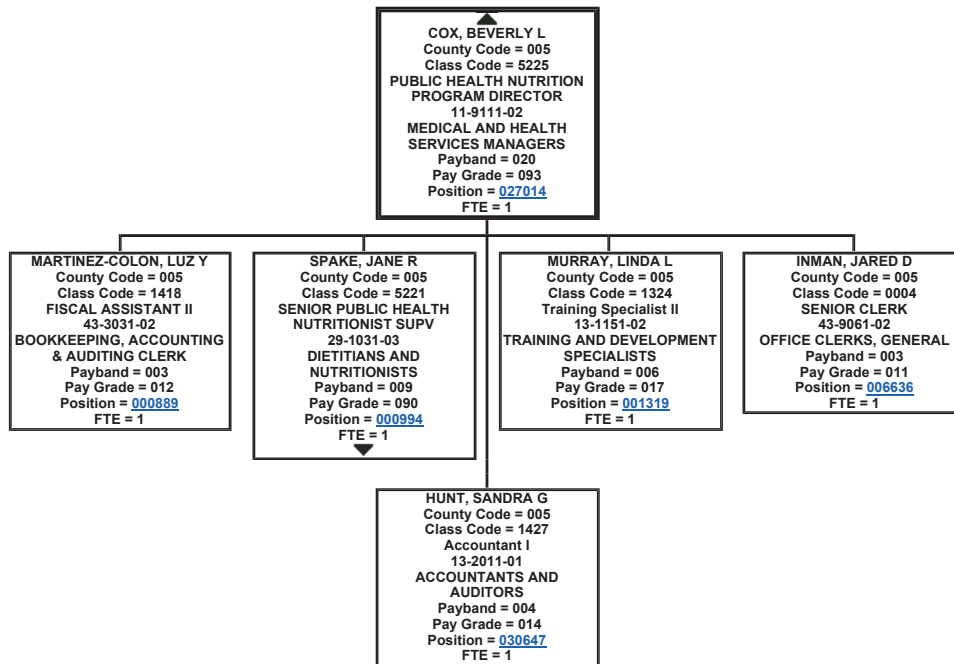 COX, BEVERLY L
County Code = 005
Class Code = 5225
PUBLIC HEALTH NUTRITION
PROGRAM DIRECTOR
11-9111-02
MEDICAL AND HEALTH
SERVICES MANAGERS
Payband = 020
Pay Grade = 093
Position = 027014
FTE = 1
MARTINEZ-COLON, LUZ Y
County Code = 005
Class Code = 1418
FISCAL ASSISTANT II
43-3031-02
BOOKKEEPING, ACCOUNTING
& AUDITING CLERK
Payband = 003
Pay Grade = 012
Position = 000889
FTE = 1
SPAKE, JANE R
County Code = 005
Class Code = 5221
SENIOR PUBLIC HEALTH
NUTRITIONIST SUPV
29-1031-03
DIETITIANS AND
NUTRITIONISTS
Payband = 009
Pay Grade = 090
Position = 000994
FTE = 1
MURRAY, LINDA L
County Code = 005
Class Code = 1324
Training Specialist II
13-1151-02
TRAINING AND DEVELOPMENT
SPECIALISTS
Payband = 006
Pay Grade = 017
Position = 001319
FTE = 1
INMAN, JARED D
County Code = 005
Class Code = 0004
SENIOR CLERK
43-9061-02
OFFICE CLERKS, GENERAL
Payband = 003
Pay Grade = 011
Position = 006636
FTE = 1
HUNT, SANDRA G
County Code = 005
Class Code = 1427
Accountant I
13-2011-01
ACCOUNTANTS AND
AUDITORS
Payband = 004
Pay Grade = 014
Position = 030647
FTE = 1